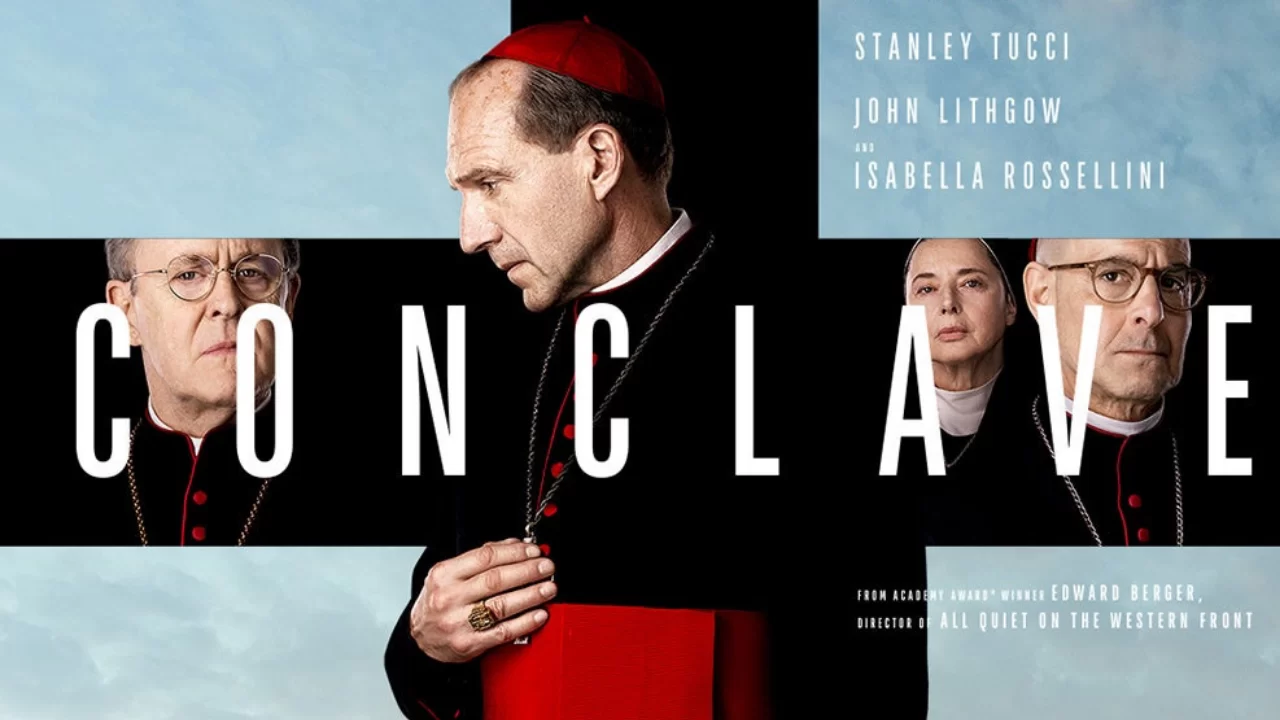 STANLEY TUCCI
JOHN LITHGOW
AND
ISABELLA ROSSELLINI
CONCLAVE
FROM ACADEMY AWARD® WINNER EDWARD BERGER,
DIRECTOR OF ALL QUIET ON THE WESTERN FRONT